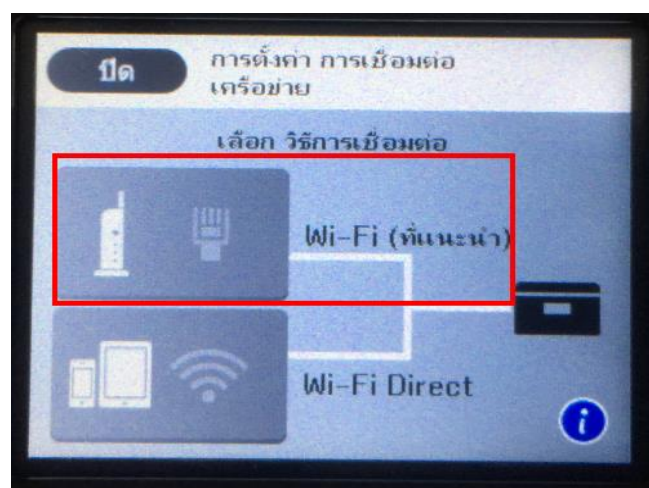 ปิด
การตั้งค่า การเชื่อมต่อ
เครือข่าย
เลือก วิธีการเชื่อมต่อ
Wi-Fi (ที่แนะนำ)
Wi-Fi Direct
i